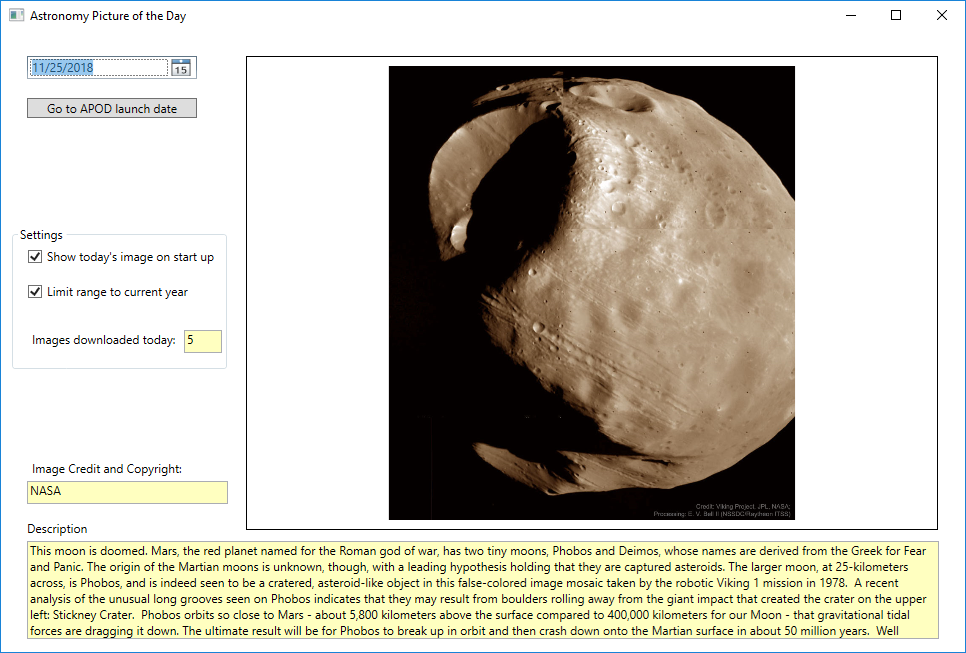 Astronomy Picture of the Day
11/25/2018
15
Go to APOD launch date
Settings
Show today's image on start up
Limit range to current year
Images downloaded today: 5
Image Credit and Copyright:
NASA
Credit: Viking Project, JPL, NASA;
Processing: E. V. Bell II (NSSDC/Raytheon ITSS)
Description
This moon is doomed. Mars, the red planet named for the Roman god of war, has two tiny moons, Phobos and Deimos, whose names are derived from the Greek for Fear
and Panic. The origin of the Martian moons is unknown, though, with a leading hypothesis holding that they are captured asteroids. The larger moon, at 25-kilometers
across, is Phobos, and is indeed seen to be a cratered, asteroid-like object in this false-colored image mosaic taken by the robotic Viking 1 mission in 1978.  A recent
analysis of the unusual long grooves seen on Phobos indicates that they may result from boulders rolling away from the giant impact that created the crater on the upper
left: Stickney Crater.  Phobos orbits so close to Mars - about 5,800 kilometers above the surface compared to 400,000 kilometers for our Moon - that gravitational tidal
forces are dragging it down. The ultimate result will be for Phobos to break up in orbit and then crash down onto the Martian surface in about 50 million years.  Well